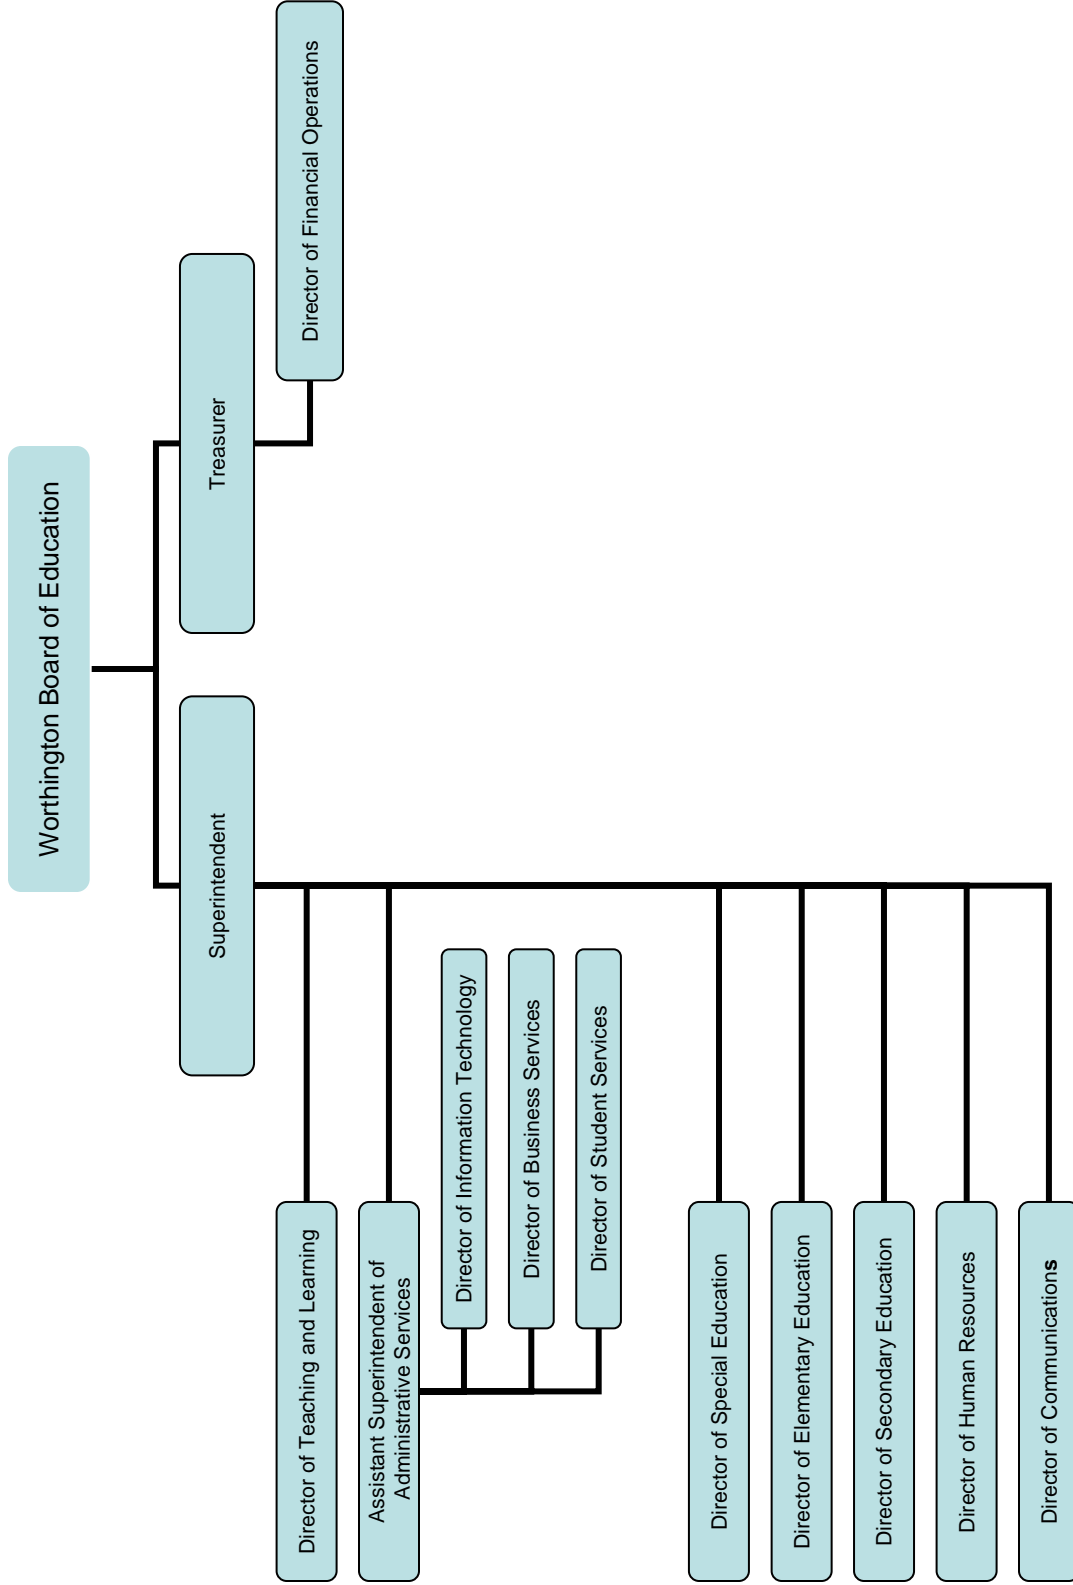 Worthington Board of Education
Superintendent
Treasurer
Director of Teaching and Learning
Director of Financial Operations
Assistant Superintendent of
Administrative Services
Director of Information Technology
Director of Business Services
Director of Student Services
Director of Special Education
Director of Elementary Education
Director of Secondary Education
Director of Human Resources
Director of Communications